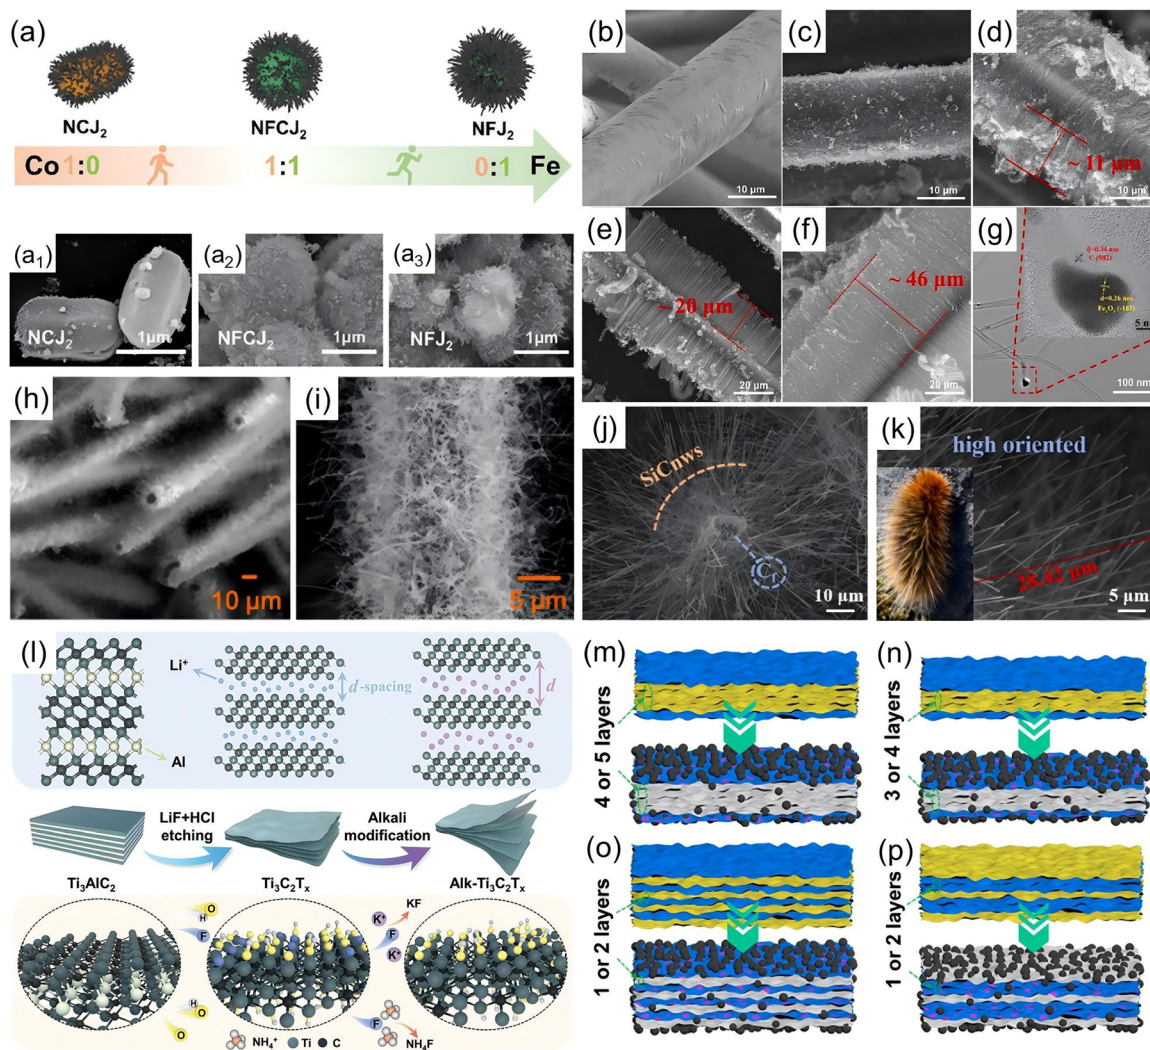 (a)
NCJ₂
NFCJ₂
NFJ₂
Co 1:0
1:1
0:1 Fe
(a₁)
NCJ₂
1μm
(a₂)
NFCJ₂
1μm
(a₃)
NFJ₂
1μm
(b)
10 μm
(c)
10 μm
(d)
~ 11 μm
10 μm
(e)
~ 20 μm
20 μm
(f)
~ 46 μm
20 μm
(g)
d=0.34 nm
C (002)
d=0.26 nm
5 nm
100 nm
(h)
10 μm
(i)
5 μm
(j)
SiCnws
10 μm
(k)
high oriented
28.42 μm
5 μm
(l)
Li⁺
Al
d-spacing
d
LiF+HCl
etching
Alkali
modification
Ti₃AlC₂
Ti₃C₂Tₓ
Alk-Ti₃C₂Tₓ
O
H
F
H
O
O
K⁺
F
K⁺
KF
F
NH₄F
NH₄⁺
Ti
C
(m)
4 or 5 layers
(n)
3 or 4 layers
(o)
1 or 2 layers
(p)
1 or 2 layers